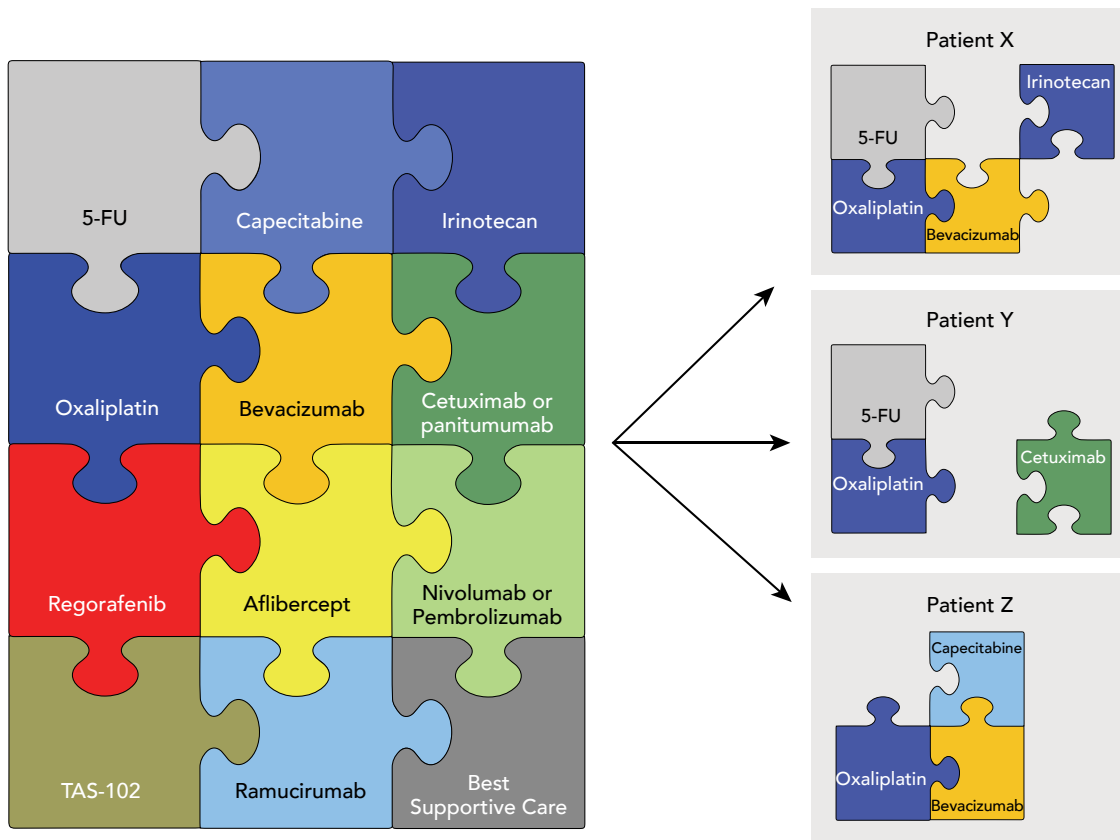 5-FU
Capecitabine
Irinotecan
Oxaliplatin
Bevacizumab
Cetuximab or
panitumumab
Regorafenib
Aflibercept
Nivolumab or
Pembrolizumab
TAS-102
Ramucirumab
Best
Supportive Care
Patient X
5-FU
Irinotecan
Oxaliplatin
Bevacizumab
Patient Y
5-FU
Oxaliplatin
Cetuximab
Patient Z
Capecitabine
Oxaliplatin
Bevacizumab